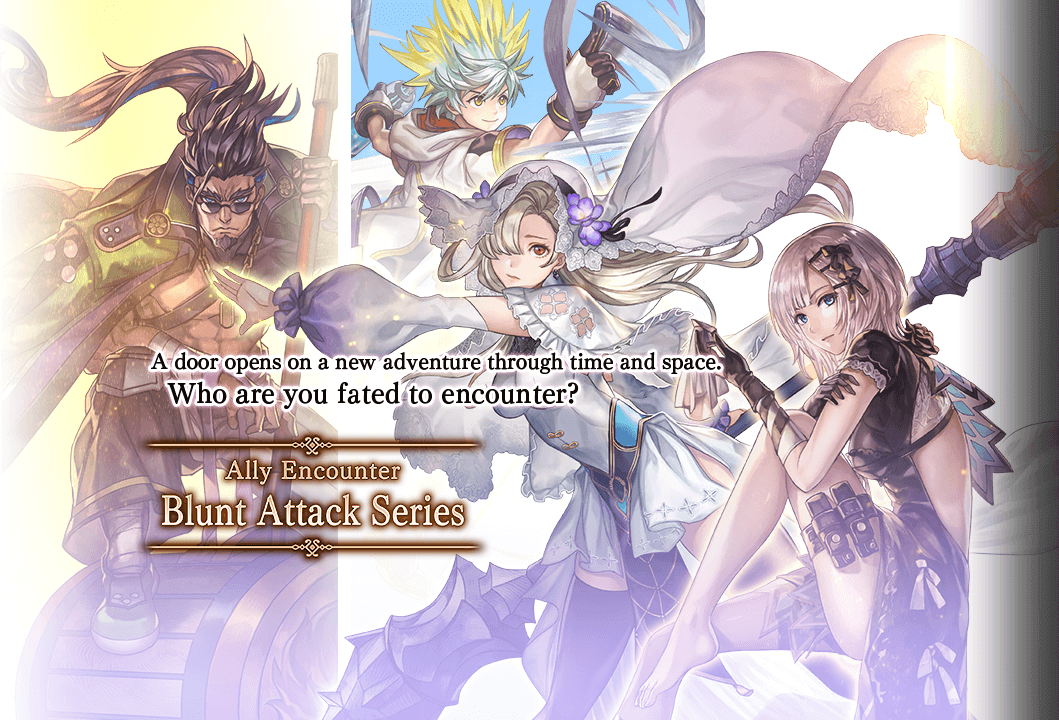 A door opens on a new adventure through time and space.
Who are you fated to encounter?
Ally Encounter
Blunt Attack Series